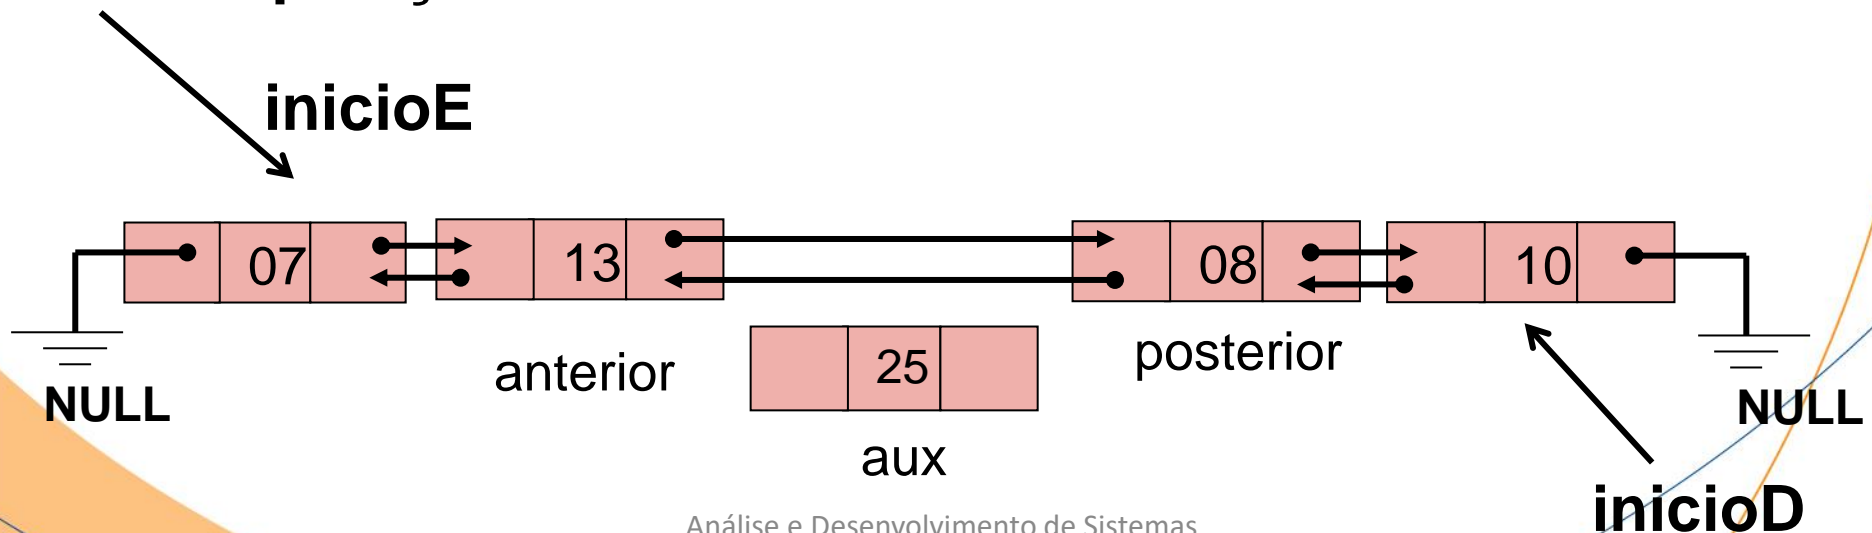 inicioE
07 13 08 10
anterior 25 posterior
NULL NULL
aux
inicioD
Análise e Desenvolvimento de Sistemas